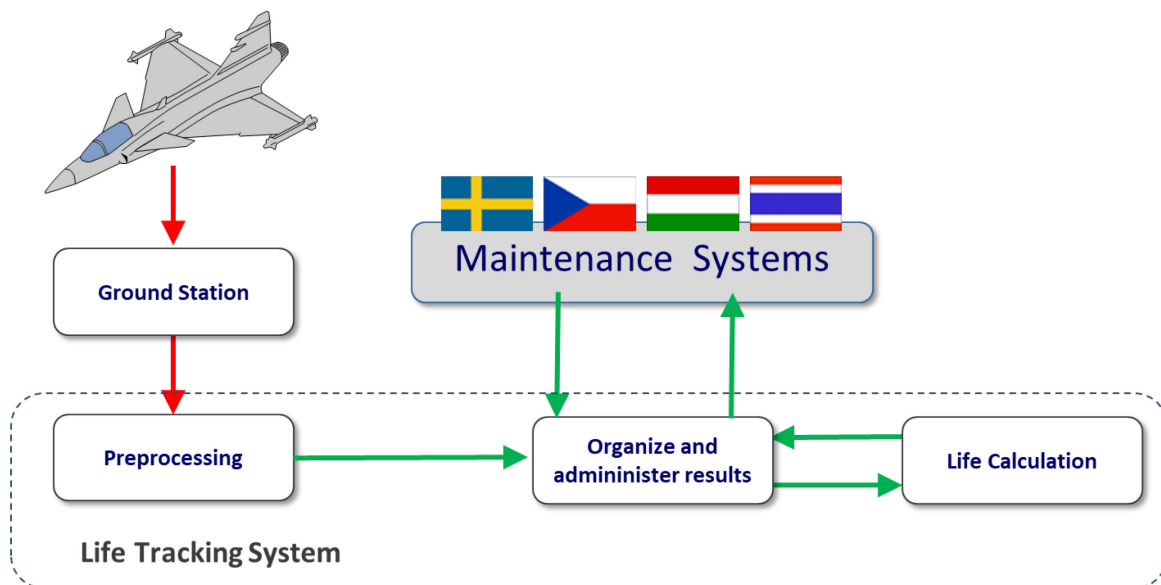 Maintenance Systems
Ground Station
Preprocessing
Organize and
admininister results
Life Calculation
Life Tracking System